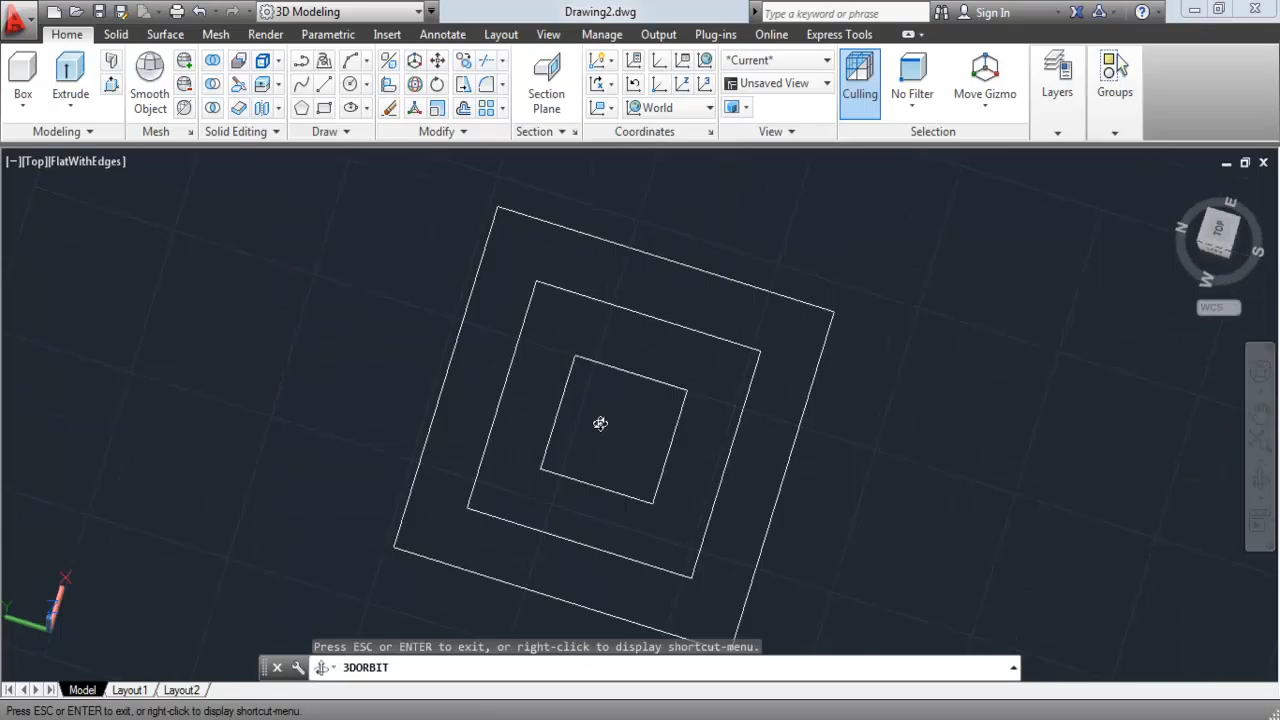 3D Modeling
Drawing2.dwg
Type a keyword or phrase
Sign In
Home
Solid
Surface
Mesh
Render
Parametric
Insert
Annotate
Layout
View
Manage
Output
Plug-ins
Online
Express Tools
Box
Extrude
Smooth
Object
Section
Plane
World
*Current*
Unsaved View
Culling
No Filter
Move Gizmo
Layers
Groups
Modeling
Mesh
Solid Editing
Draw
Modify
Section
Coordinates
View
Selection
[−][Top][FlatWithEdges]
E
N
TOP
S
W
WCS
X
Y
Press ESC or ENTER to exit, or right-click to display shortcut-menu.
3DORBIT
Model
Layout1
Layout2
Press ESC or ENTER to exit, or right-click to display shortcut-menu.